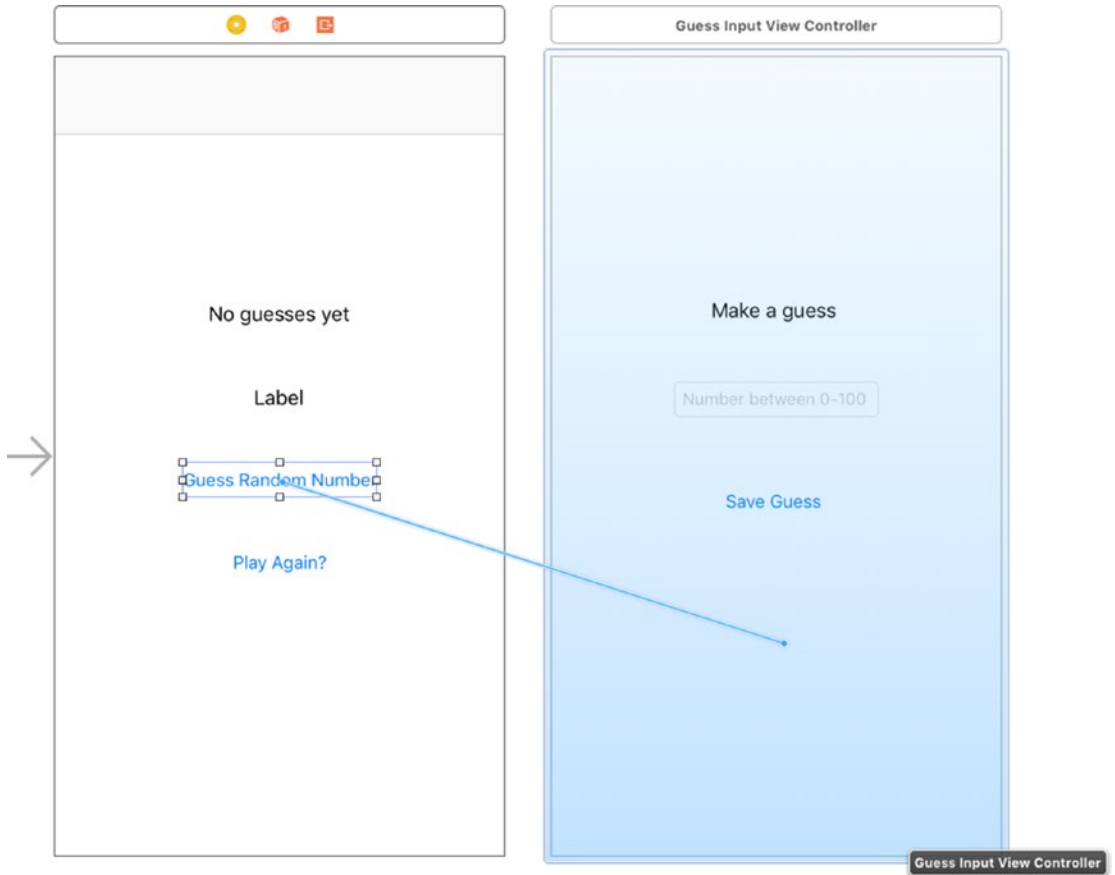 Guess Input View Controller
No guesses yet
Label
Guess Random Number
Play Again?
Make a guess
Number between 0-100
Save Guess
Guess Input View Controller